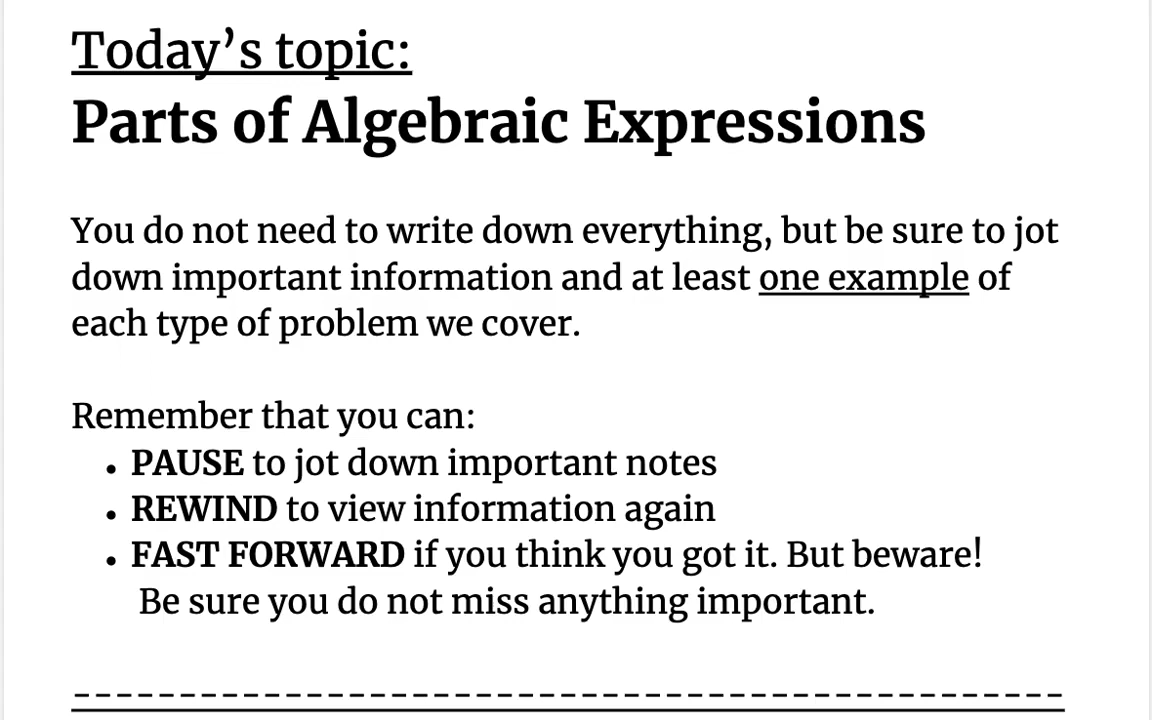 Today’s topic:
Parts of Algebraic Expressions
You do not need to write down everything, but be sure to jot
down important information and at least one example of
each type of problem we cover.
Remember that you can:
• PAUSE to jot down important notes
• REWIND to view information again
• FAST FORWARD if you think you got it. But beware!
Be sure you do not miss anything important.
-----------------------------------------------